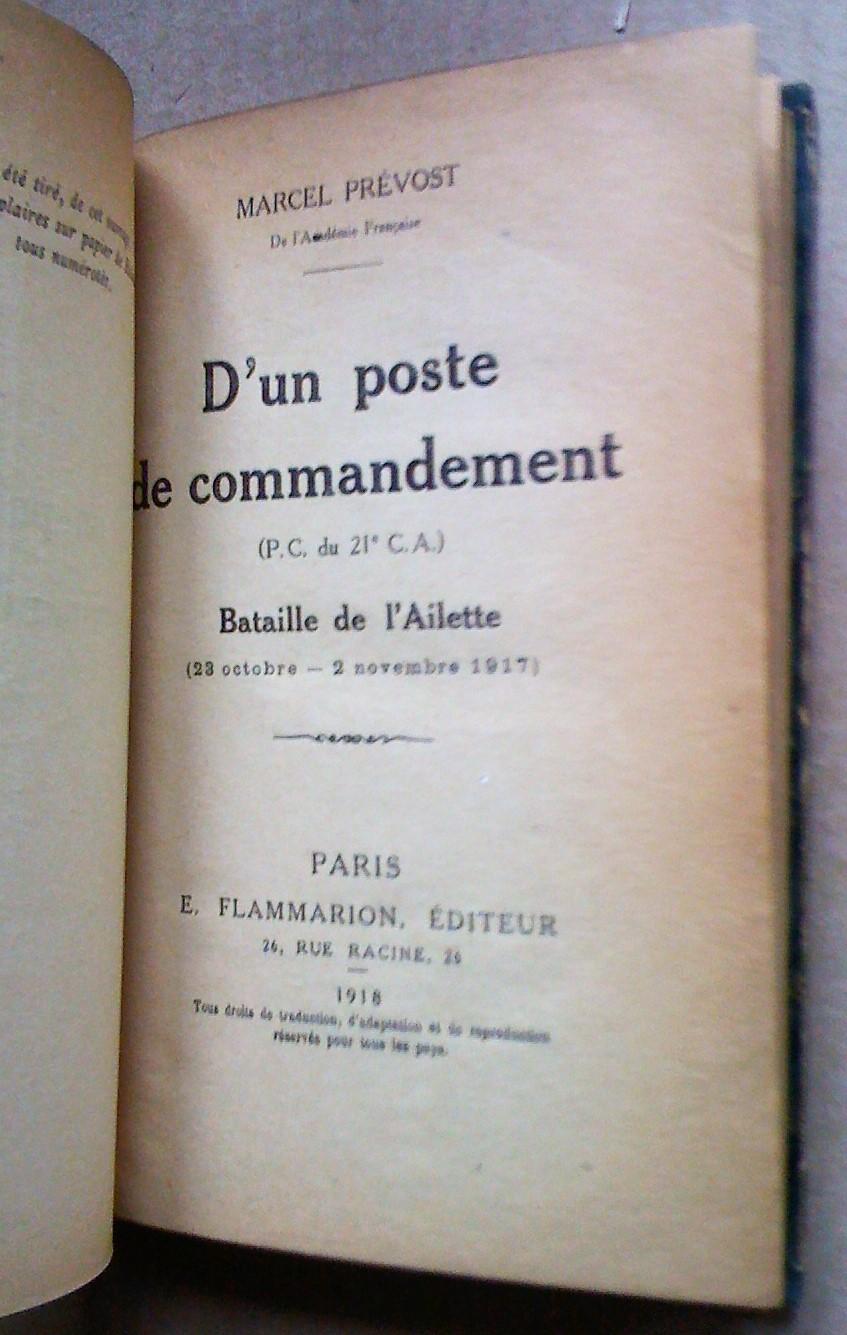 été tiré, de cet
plaires sur papier de
tous numérotés.
MARCEL PRÉVOST
De l'Académie Française
D'un poste
de commandement
(P.C. du 21e C.A.)
Bataille de l'Ailette
(23 octobre — 2 novembre 1917)
PARIS
E. FLAMMARION, ÉDITEUR
26, RUE RACINE, 26
1918
Tous droits de traduction, d'adaptation et de reproduction
réservés pour tous les pays.